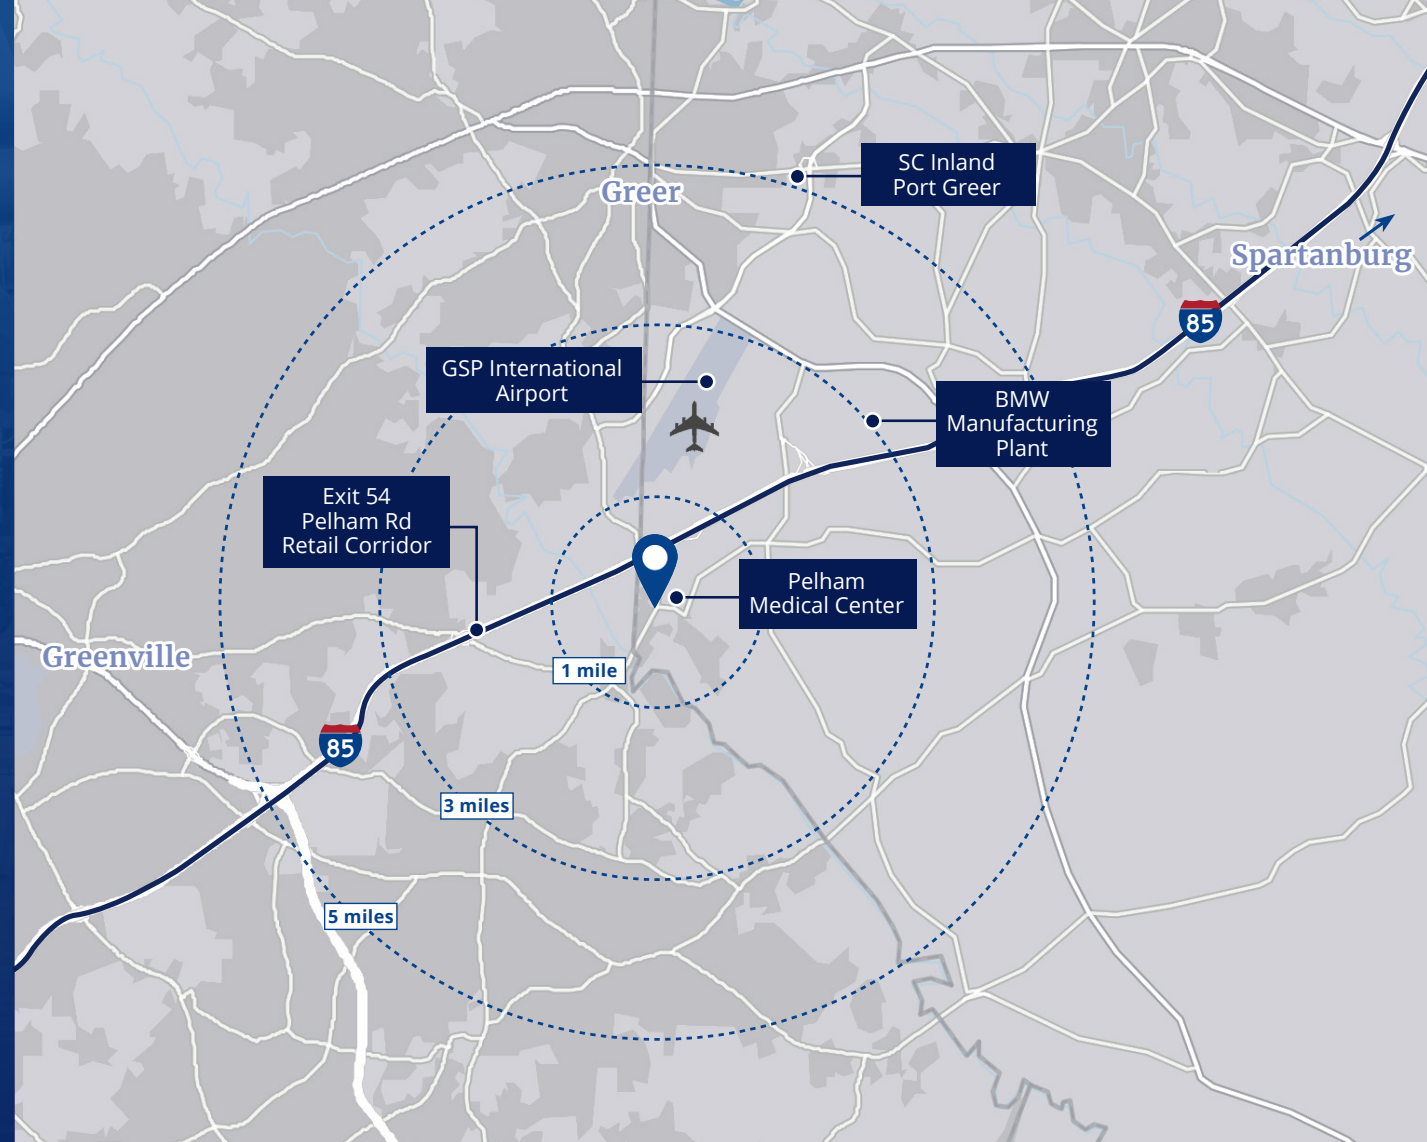 SC Inland
Port Greer
Greer
Spartanburg
85
GSP International
Airport
BMW
Manufacturing
Plant
Exit 54
Pelham Rd
Retail Corridor
Pelham
Medical Center
Greenville
1 mile
85
3 miles
5 miles